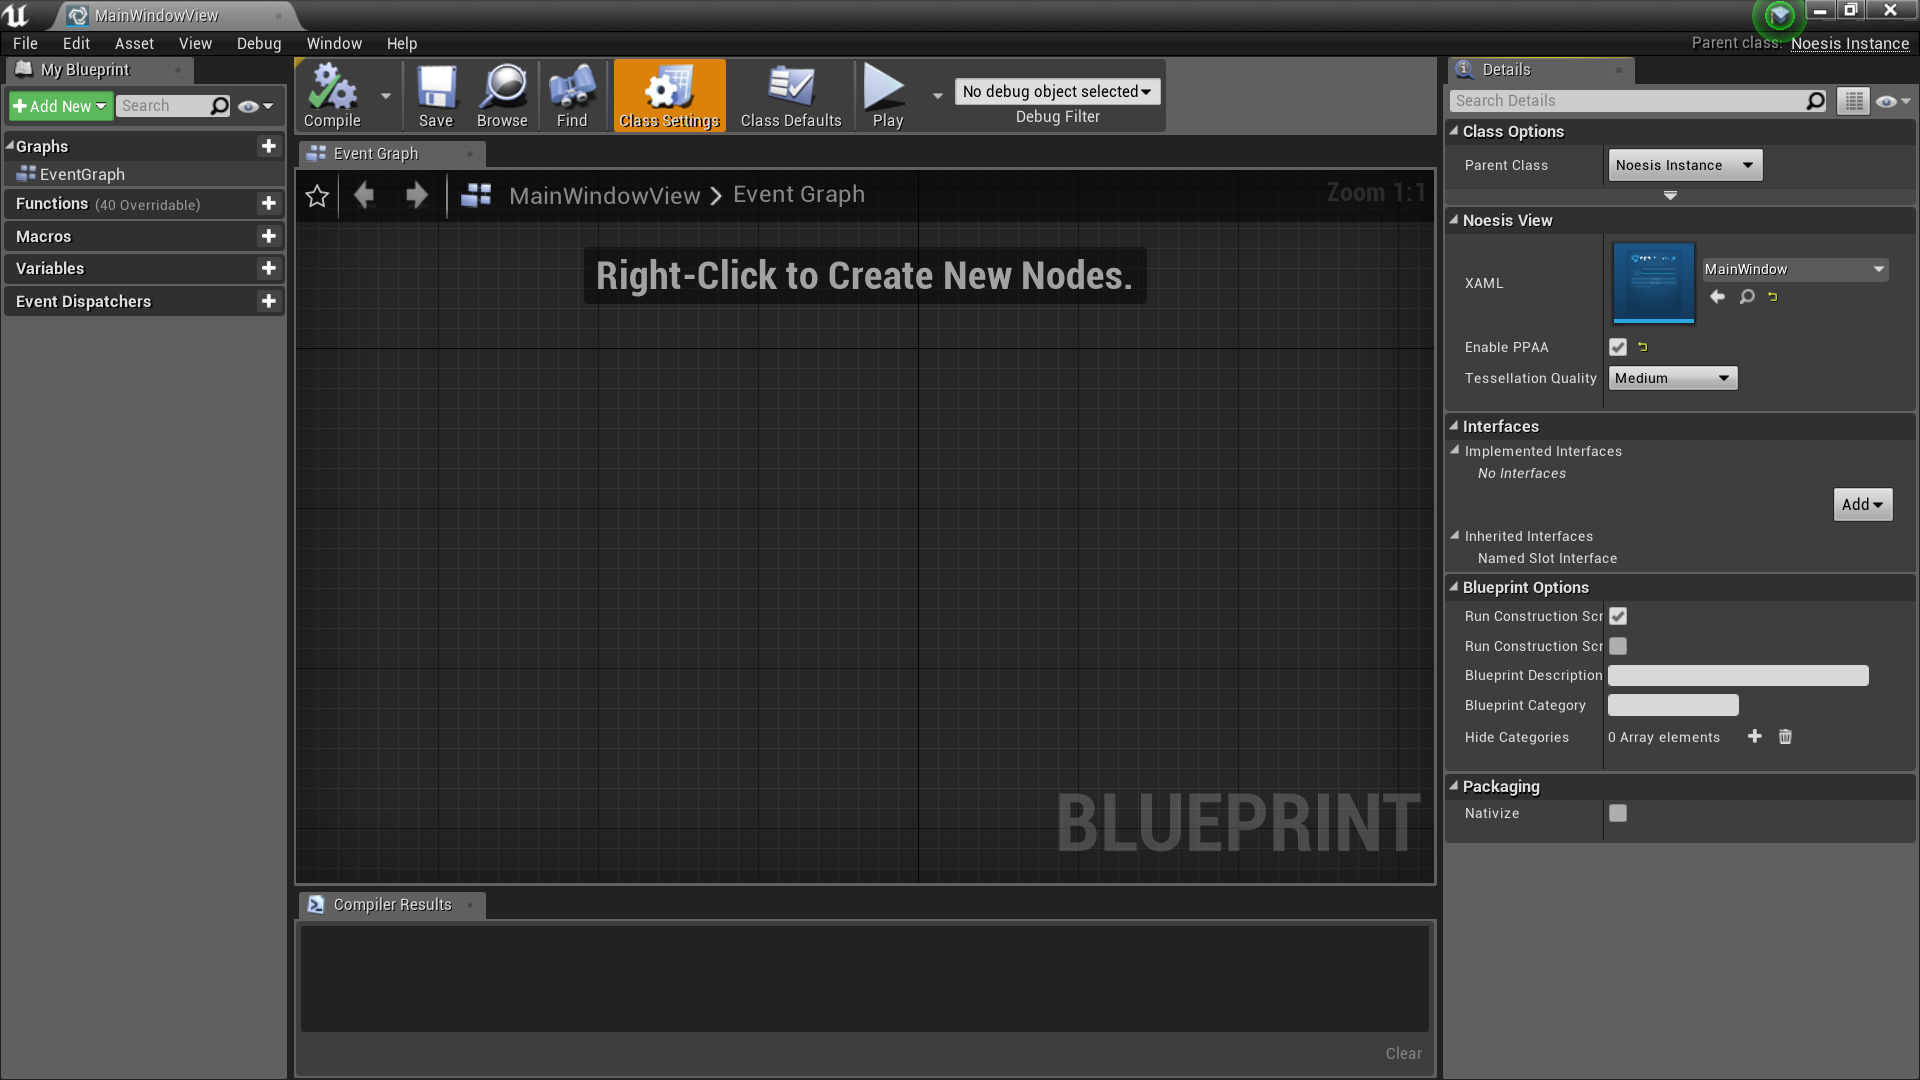 MainWindowView
File Edit Asset View Debug Window Help
Parent class: Noesis Instance
My Blueprint
Add New
Search
Graphs
EventGraph
Functions (40 Overridable)
Macros
Variables
Event Dispatchers
Compile
Save
Browse
Find
Class Settings
Class Defaults
Play
No debug object selected
Debug Filter
Event Graph
MainWindowView > Event Graph
Zoom 1:1
Right-Click to Create New Nodes.
BLUEPRINT
Compiler Results
Clear
Details
Search Details
Class Options
Parent Class
Noesis Instance
Noesis View
XAML
MainWindow
Enable PPAA
Tessellation Quality
Medium
Interfaces
Implemented Interfaces
No Interfaces
Add
Inherited Interfaces
Named Slot Interface
Blueprint Options
Run Construction Scr
Run Construction Scr
Blueprint Description
Blueprint Category
Hide Categories
0 Array elements
Packaging
Nativize